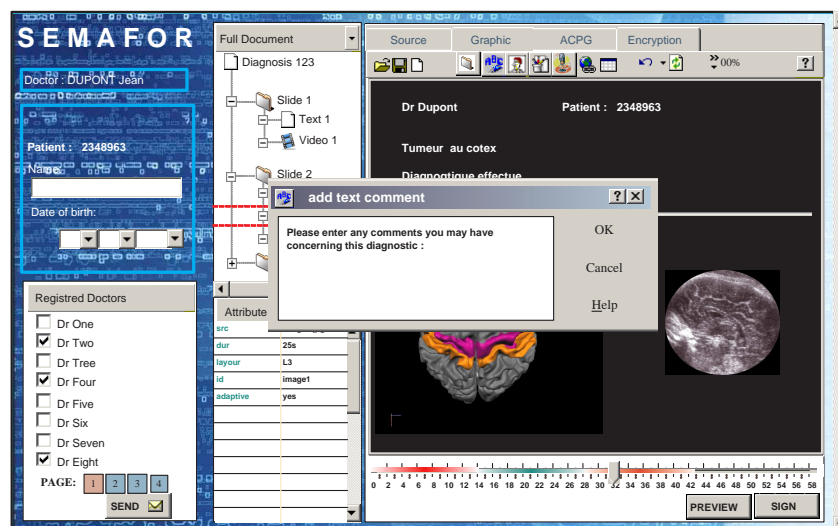 SEMAFOR
Doctor : DUPONT Jean
Patient : 2348963
Name:
Date of birth:
Registred Doctors
Dr One
Dr Two
Dr Tree
Dr Four
Dr Five
Dr Six
Dr Seven
Dr Eight
PAGE: 1 2 3 4
SEND
Full Document
Diagnosis 123
Slide 1
Text 1
Video 1
Slide 2
Attribute
src
dur 25s
layour L3
id image1
adaptive yes
Source Graphic ACPG Encryption
»00% ?
Dr Dupont Patient : 2348963
Tumeur au cotex
Diagnogtique effectue
add text comment ? X
Please enter any comments you may have
concerning this diagnostic :
OK
Cancel
Help
0 2 4 6 8 10 12 14 16 18 20 22 24 26 28 30 32 34 36 38 40 42 44 46 48 50 52 54 56 58
PREVIEW SIGN